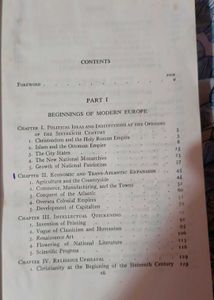 CONTENTS
PAGE
FOREWORD v
PART I
BEGINNINGS OF MODERN EUROPE
CHAPTER I. POLITICAL IDEAS AND INSTITUTIONS AT THE OPENING
OF THE SIXTEENTH CENTURY 3
1. Christendom and the Holy Roman Empire
2. Islam and the Ottoman Empire
3. The City States
4. The New National Monarchies
5. Growth of National Patriotism
CHAPTER II. ECONOMIC AND TRANS-ATLANTIC EXPANSION
1. Agriculture and the Countryside
2. Commerce, Manufacturing, and the Towns
3. Conquest of the Atlantic
4. Oversea Colonial Empires
5. Development of Capitalism
CHAPTER III. INTELLECTUAL QUICKENING
1. Invention of Printing
2. Vogue of Classicism and Humanism
3. Renaissance Art
4. Flowering of National Literature
5. Scientific Progress
CHAPTER IV. RELIGIOUS UPHEAVAL 129
1. Christianity at the Beginning of the Sixteenth Century 129